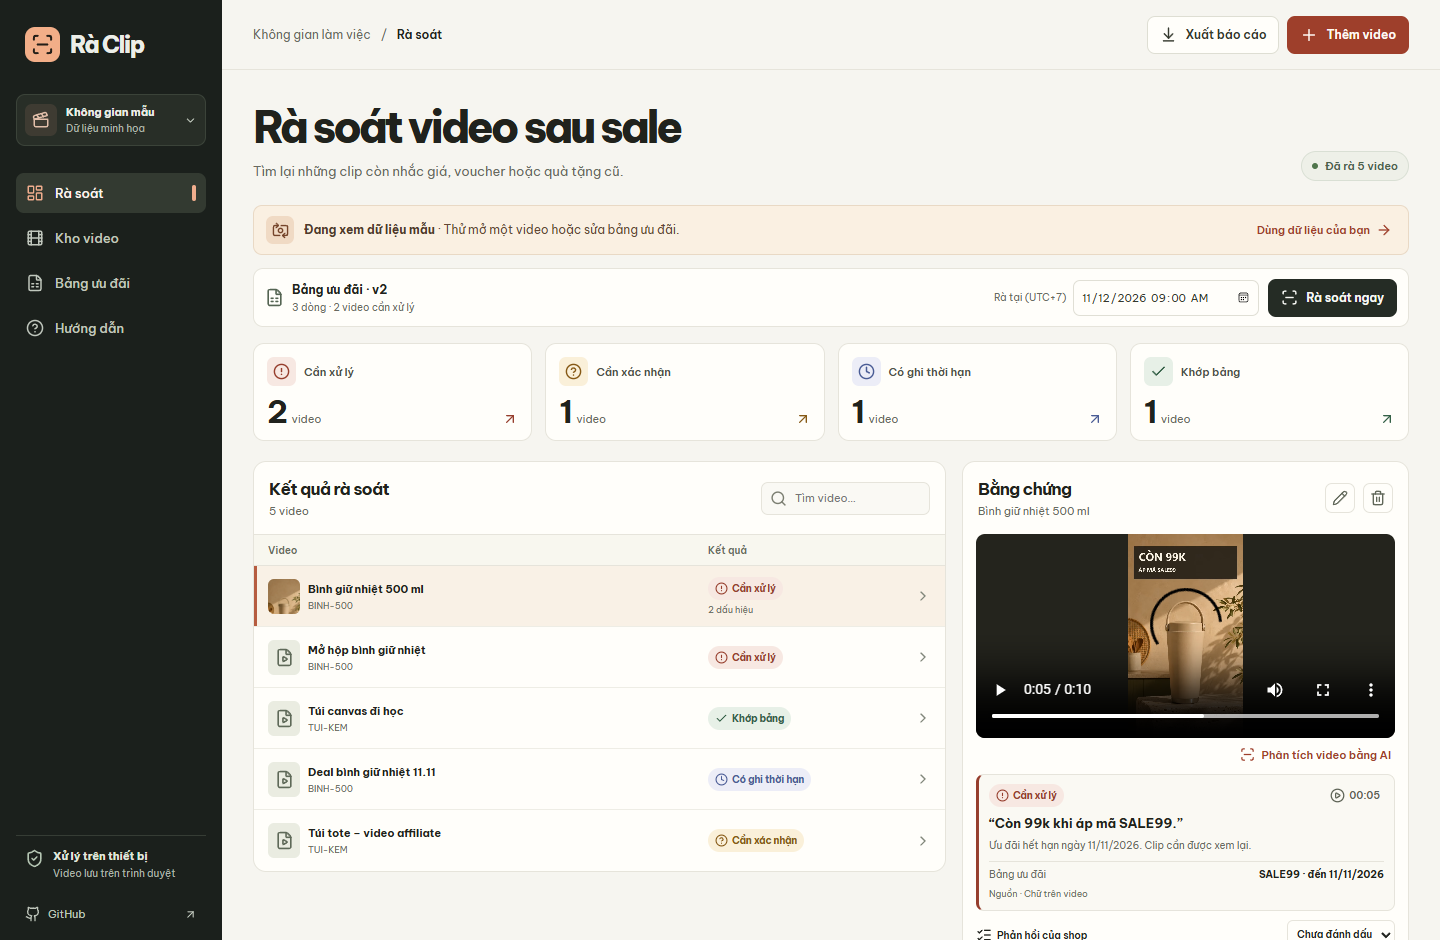 Rà Clip
Không gian mẫu
Dữ liệu minh họa
Rà soát
Kho video
Bảng ưu đãi
Hướng dẫn
Xử lý trên thiết bị
Video lưu trên trình duyệt
GitHub
Không gian làm việc / Rà soát
Xuất báo cáo
Thêm video
Rà soát video sau sale
Tìm lại những clip còn nhắc giá, voucher hoặc quà tặng cũ.
Đã rà 5 video
Đang xem dữ liệu mẫu · Thử mở một video hoặc sửa bảng ưu đãi.
Dùng dữ liệu của bạn
Bảng ưu đãi · v2
3 dòng · 2 video cần xử lý
Rà tại (UTC+7)
11/12/2026 09:00 AM
Rà soát ngay
Cần xử lý
2 video
Cần xác nhận
1 video
Có ghi thời hạn
1 video
Khớp bảng
1 video
Kết quả rà soát
5 video
Tìm video...
Video
Kết quả
Bình giữ nhiệt 500 ml
BINH-500
Cần xử lý
2 dấu hiệu
Mở hộp bình giữ nhiệt
BINH-500
Cần xử lý
Túi canvas đi học
TUI-KEM
Khớp bảng
Deal bình giữ nhiệt 11.11
BINH-500
Có ghi thời hạn
Túi tote – video affiliate
TUI-KEM
Cần xác nhận
Bằng chứng
Bình giữ nhiệt 500 ml
CÒN 99K
ÁP MÃ SALE99
0:05 / 0:10
Phân tích video bằng AI
Cần xử lý
00:05
“Còn 99k khi áp mã SALE99.”
Ưu đãi hết hạn ngày 11/11/2026. Clip cần được xem lại.
Bảng ưu đãi
SALE99 · đến 11/11/2026
Nguồn · Chữ trên video
Phản hồi của shop
Chưa đánh dấu